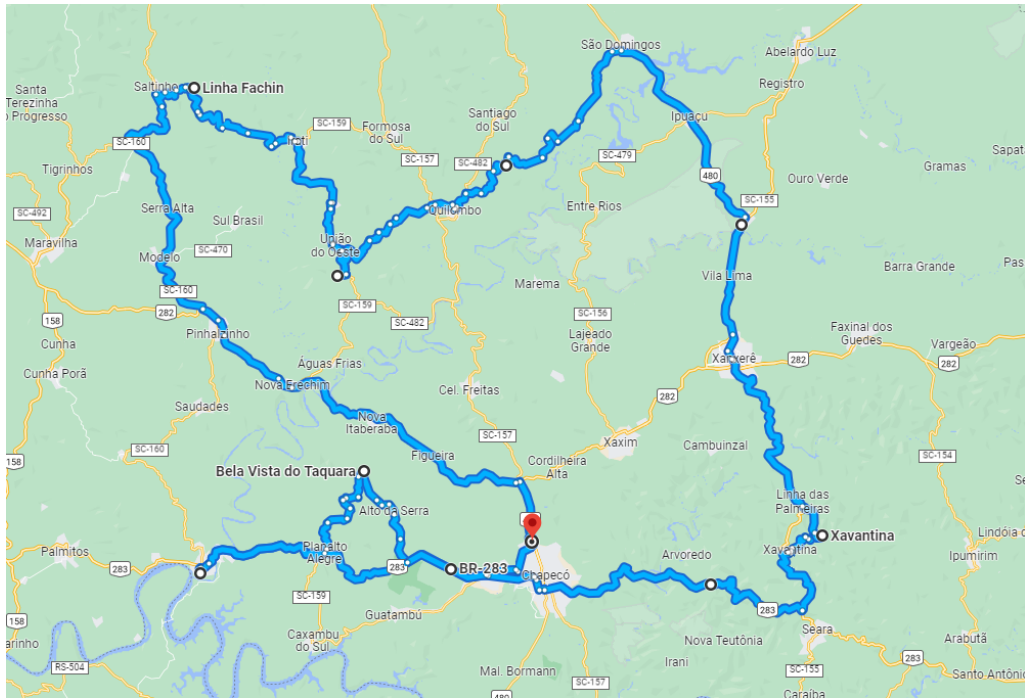 São Domingos
Abelardo Luz
Registro
Santa
Terezinha
o Progresso
Saltinho
Linha Fachin
Santiago
do Sul
Formosa
do Sul
SC-159
Irati
Ipuaçu
SC-160
Tigrinhos
SC-157
SC-482
SC-479
Sapat
Gramas
480
Ouro Verde
SC-155
SC-492
Serra Alta
Sul Brasil
Quilombo
Entre Rios
Maravilha
SC-470
União
do Oeste
Modelo
Vila Lima
Barra Grande
Pas
Marema
SC-160
SC-159
282
SC-156
158
Pinhalzinho
SC-482
Cunha
Lajeado
Grande
Faxinal dos
Guedes
Vargeão
Xanxerê
282
282
Águas Frias
Cunha Porã
Nova Erechim
Cel. Freitas
282
Saudades
Nova
Itaberaba
SC-157
Xaxim
Cambuinzal
SC-160
Figueira
SC-154
158
Cordilheira
Alta
Bela Vista do Taquara
Linha das
Palmeiras
Alto da Serra
Xavantina
Lindóia d
Palmitos
Planalto
Alegre
Arvoredo
Xavantina
Ipumirim
283
283
BR-283
Chapecó
SC-159
Guatambú
283
158
Caxambu
do Sul
Nova Teutônia
Seara
Arabutã
arinho
Irani
283
RS-504
Mal. Bormann
SC-155
Santo Antôni
SC-157
Caraíba
480